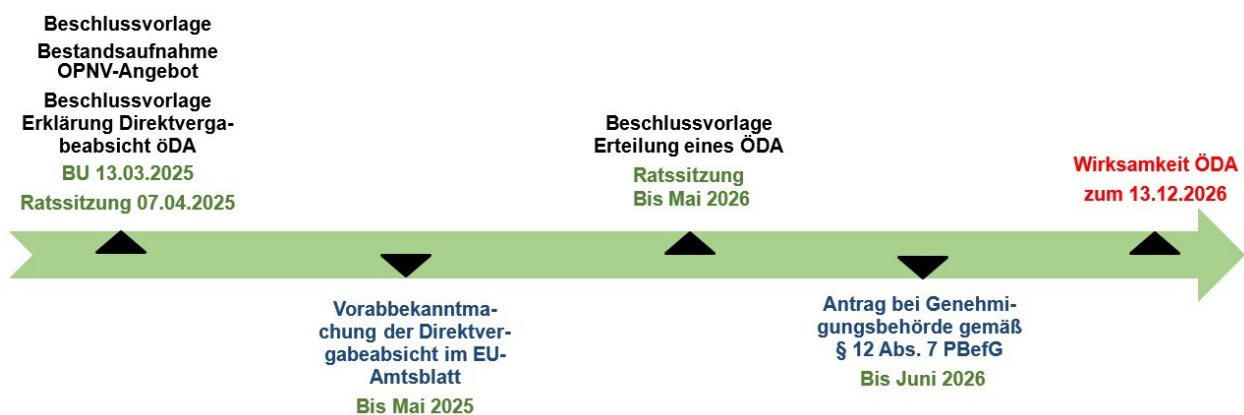 Beschlussvorlage
Bestandsaufnahme
OPNV-Angebot
Beschlussvorlage
Erklärung Direktverga-
beabsicht öDA
BU 13.03.2025
Ratssitzung 07.04.2025
Vorabbekanntma-
chung der Direktver-
gabeabsicht im EU-
Amtsblatt
Bis Mai 2025
Beschlussvorlage
Erteilung eines ÖDA
Ratssitzung
Bis Mai 2026
Antrag bei Genehmi-
gungsbehörde gemäß
§ 12 Abs. 7 PBefG
Bis Juni 2026
Wirksamkeit ÖDA
zum 13.12.2026